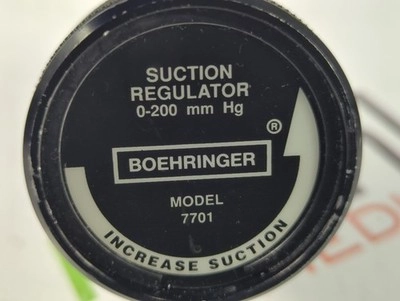 SUCTION
REGULATOR
0-200 mm Hg
®
BOEHRINGER
MODEL
7701
INCREASE SUCTION